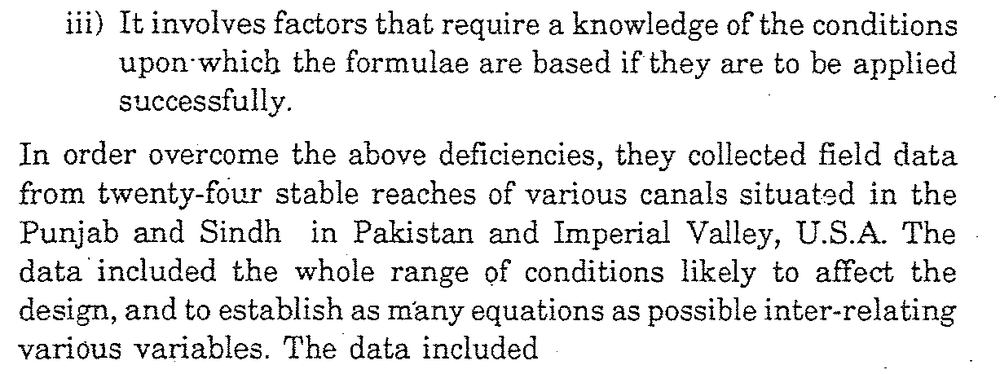 iii) It involves factors that require a knowledge of the conditions
upon which the formulae are based if they are to be applied
successfully.
In order overcome the above deficiencies, they collected field data
from twenty-four stable reaches of various canals situated in the
Punjab and Sindh in Pakistan and Imperial Valley, U.S.A. The
data included the whole range of conditions likely to affect the
design, and to establish as many equations as possible inter-relating
various variables. The data included